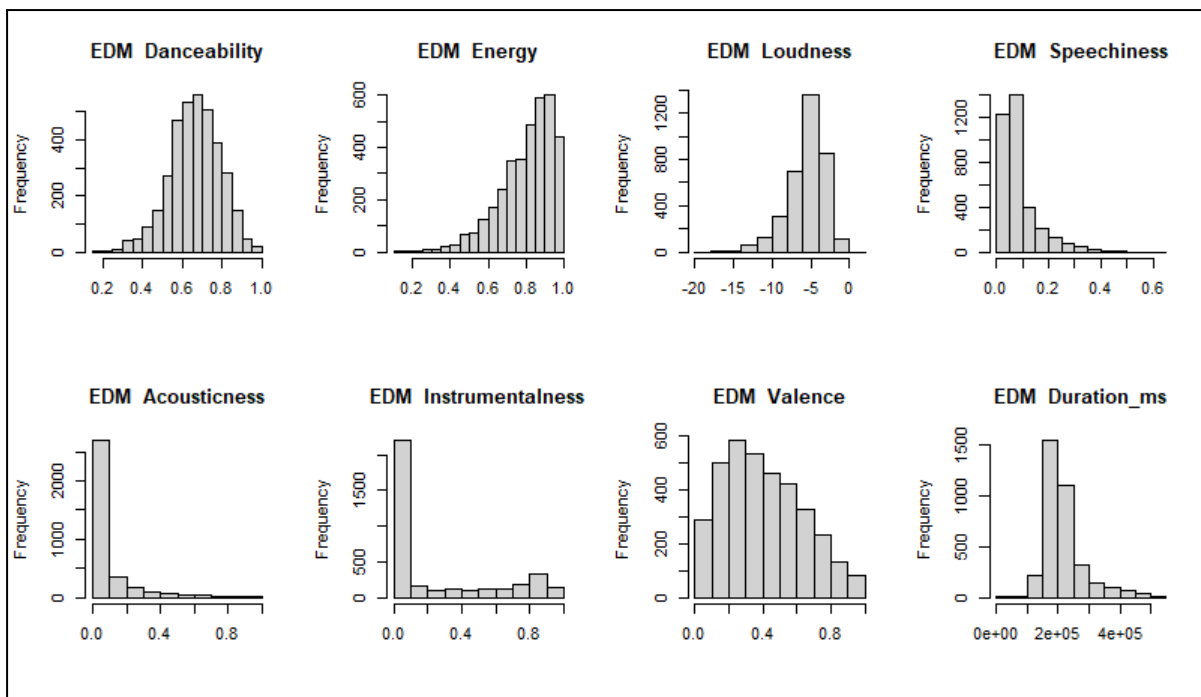 EDM Danceability
Frequency
0 200 400
0.2 0.4 0.6 0.8 1.0
EDM Energy
Frequency
0 200 400 600
0.2 0.4 0.6 0.8 1.0
EDM Loudness
Frequency
0 400 800 1200
-20 -15 -10 -5 0
EDM Speechiness
Frequency
0 400 800 1200
0.0 0.2 0.4 0.6
EDM Acousticness
Frequency
0 1000 2000
0.0 0.4 0.8
EDM Instrumentalness
Frequency
0 500 1500
0.0 0.4 0.8
EDM Valence
Frequency
0 200 400 600
0.0 0.4 0.8
EDM Duration_ms
Frequency
0 500 1000 1500
0e+00 2e+05 4e+05